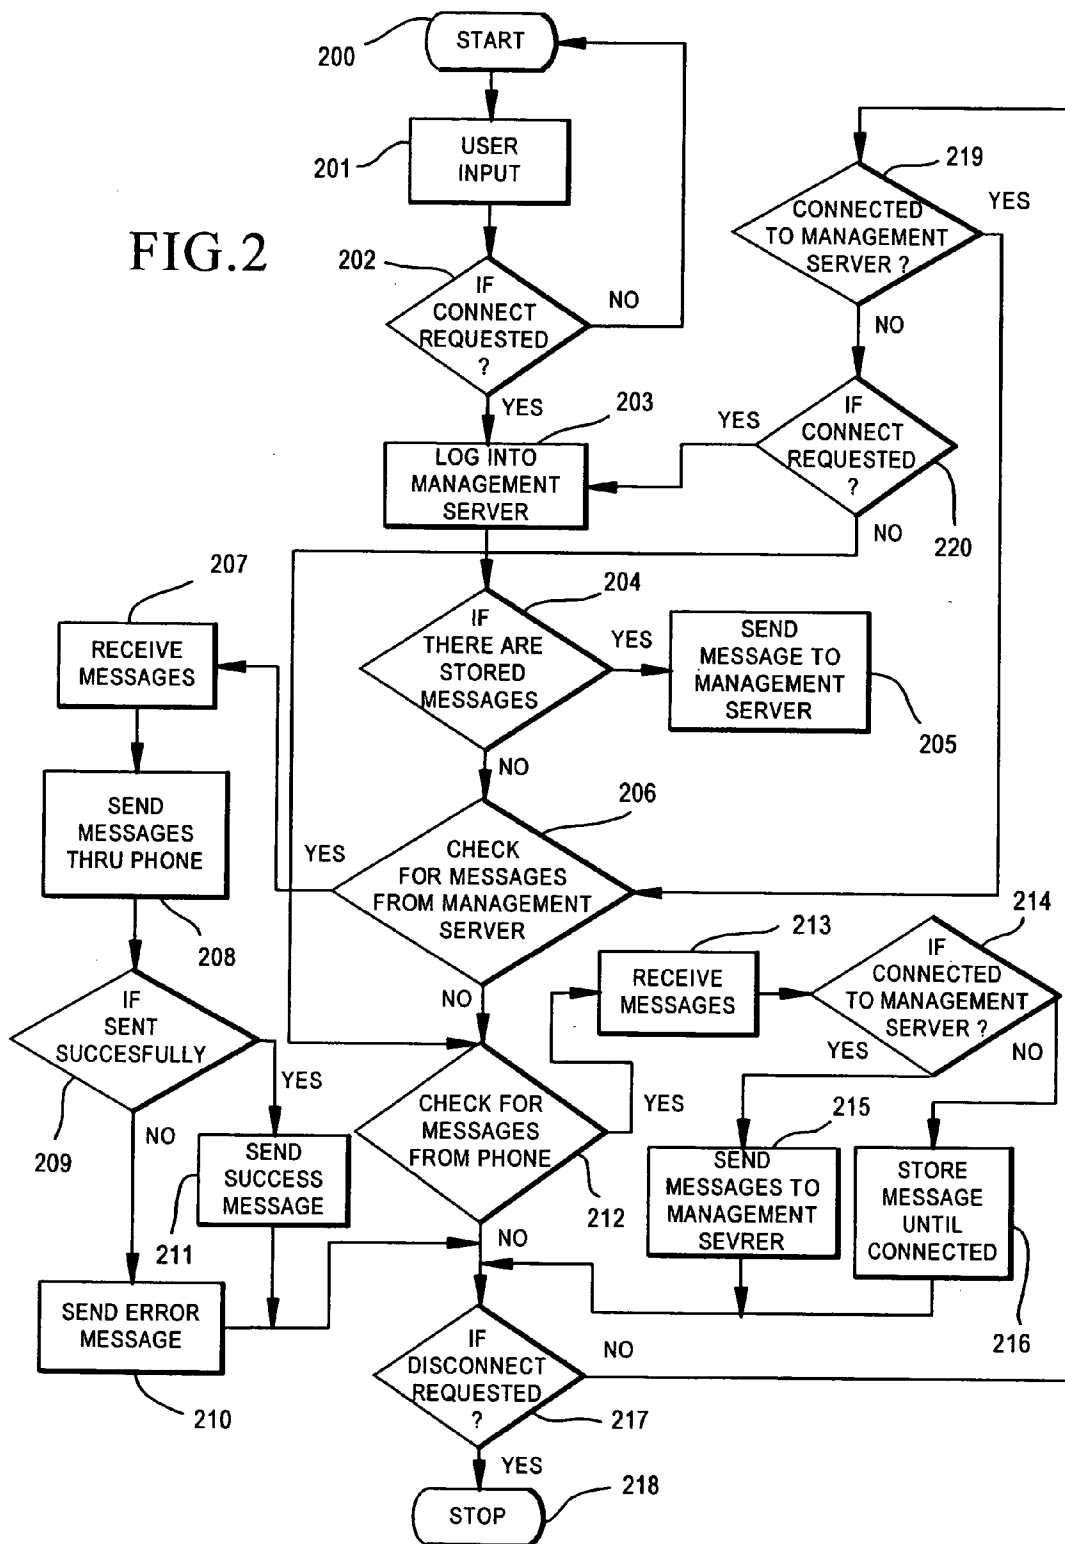 200
START
201
USER
INPUT
FIG.2
202
IF
CONNECT
REQUESTED
?
NO
YES
219
CONNECTED
TO MANAGEMENT
SERVER ?
YES
NO
203
LOG INTO
MANAGEMENT
SERVER
YES
IF
CONNECT
REQUESTED
?
NO
220
207
RECEIVE
MESSAGES
204
IF
THERE ARE
STORED
MESSAGES
YES
NO
SEND
MESSAGE TO
MANAGEMENT
SERVER
205
SEND
MESSAGES
THRU PHONE
208
206
YES
CHECK
FOR MESSAGES
FROM MANAGEMENT
SERVER
NO
213
RECEIVE
MESSAGES
214
IF
CONNECTED
TO MANAGEMENT
SERVER ?
YES
NO
IF
SENT
SUCCESFULLY
YES
NO
209
SEND
SUCCESS
MESSAGE
211
CHECK FOR
MESSAGES
FROM PHONE
YES
212
NO
215
SEND
MESSAGES TO
MANAGEMENT
SEVRER
STORE
MESSAGE
UNTIL
CONNECTED
216
SEND ERROR
MESSAGE
210
IF
DISCONNECT
REQUESTED
?
NO
217
YES
STOP
218